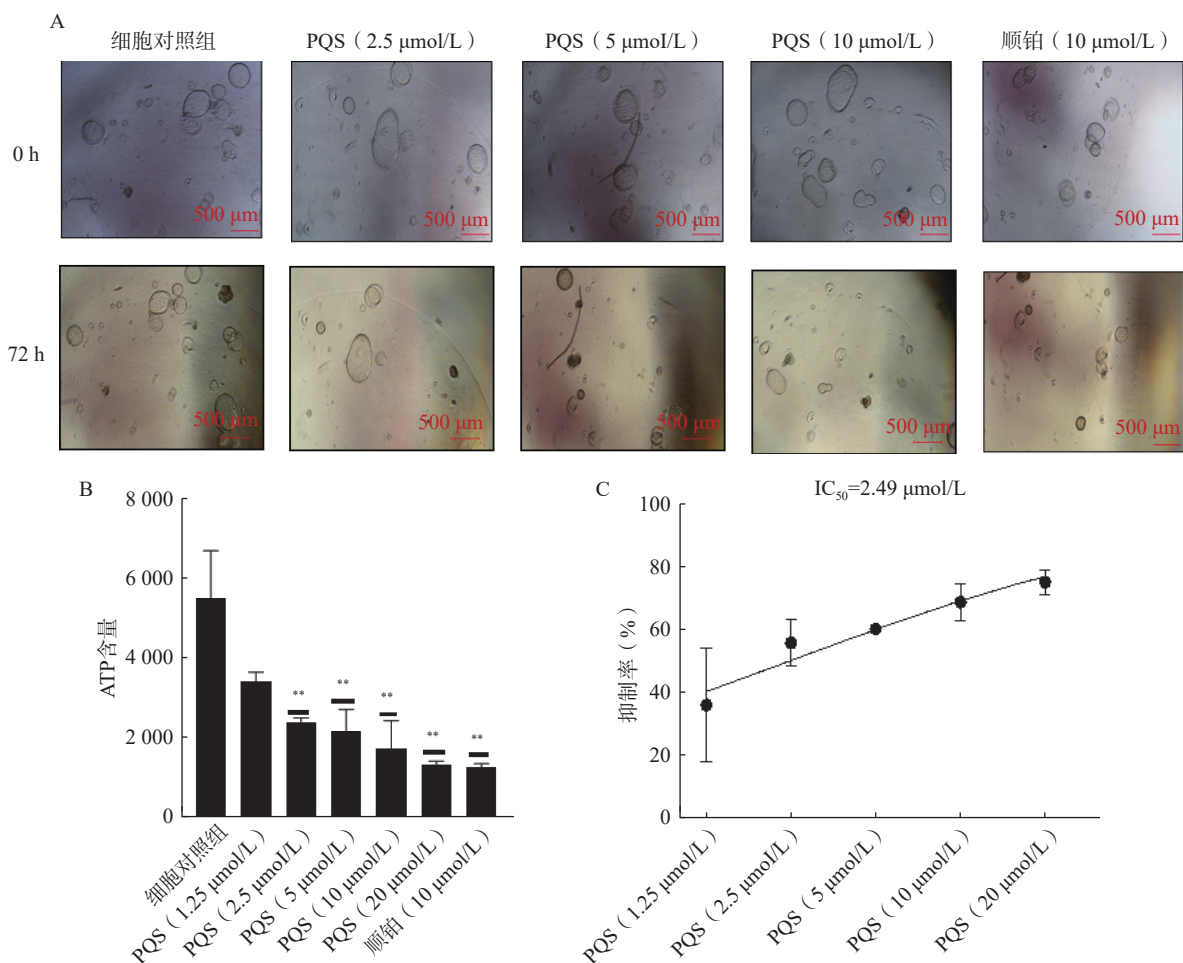 A
细胞对照组 PQS（2.5 μmol/L） PQS（5 μmol/L） PQS（10 μmol/L） 顺铂（10 μmol/L）
0 h
500 μm 500 μm 500 μm 500 μm 500 μm
72 h
500 μm 500 μm 500 μm 500 μm 500 μm
B
8 000
6 000
4 000
2 000
0
ATP含量
** ** ** ** **
细胞对照组
PQS（1.25 μmol/L）
PQS（2.5 μmol/L）
PQS（5 μmol/L）
PQS（10 μmol/L）
PQS（20 μmol/L）
顺铂（10 μmol/L）
C
IC50=2.49 μmol/L
100
80
60
40
20
0
抑制率（%）
PQS（1.25 μmol/L）
PQS（2.5 μmol/L）
PQS（5 μmol/L）
PQS（10 μmol/L）
PQS（20 μmol/L）